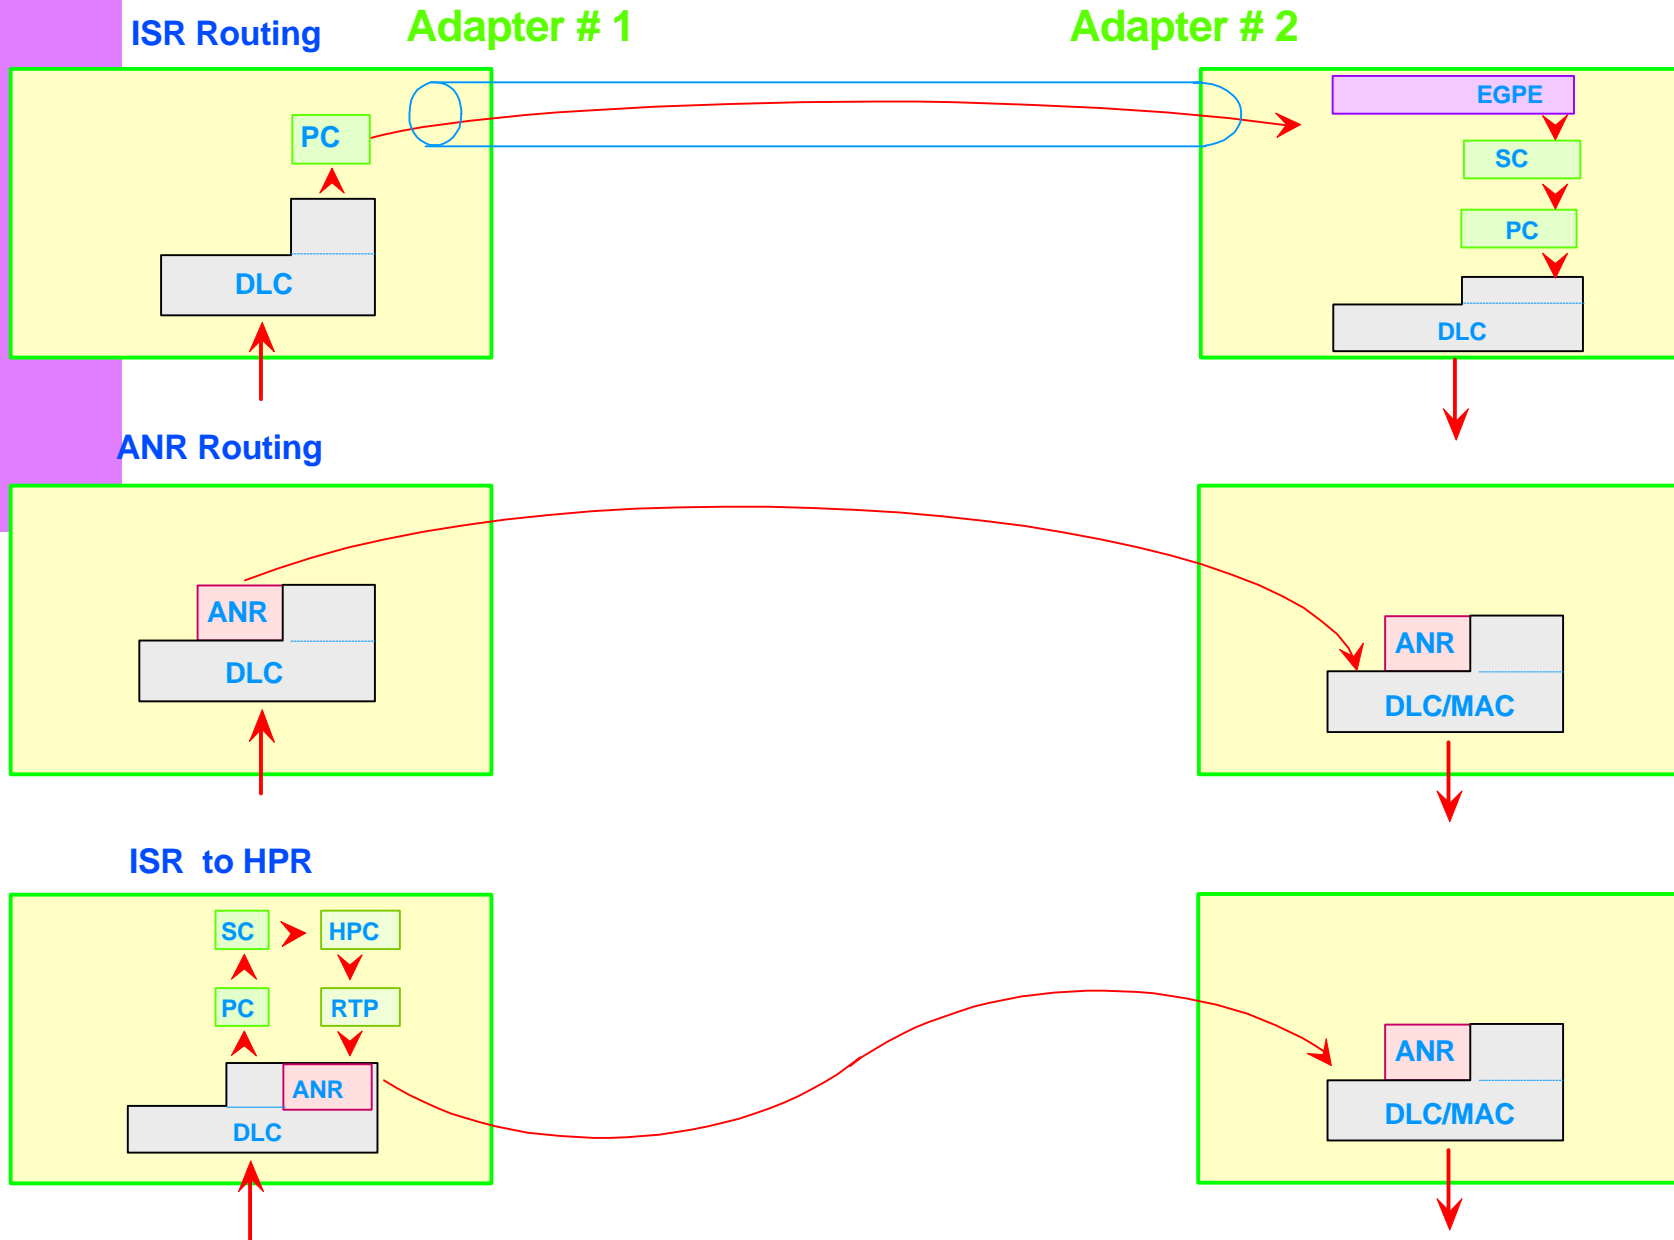 ISR Routing
Adapter # 1
Adapter # 2
PC
DLC
EGPE
SC
PC
DLC
ANR Routing
ANR
DLC
ANR
DLC/MAC
ISR to HPR
SC
HPC
PC
RTP
ANR
DLC
ANR
DLC/MAC